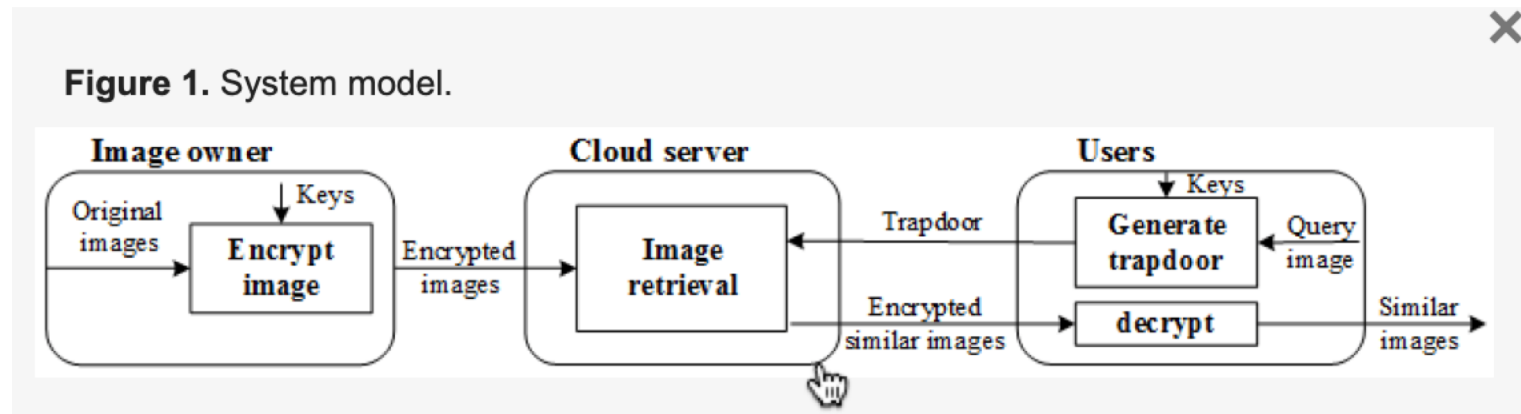 Figure 1. System model.
Image owner
Cloud server
Users
Original
images
Keys
Encrypt
image
Encrypted
images
Image
retrieval
Trapdoor
Encrypted
similar images
Keys
Generate
trapdoor
Query
image
decrypt
Similar
images